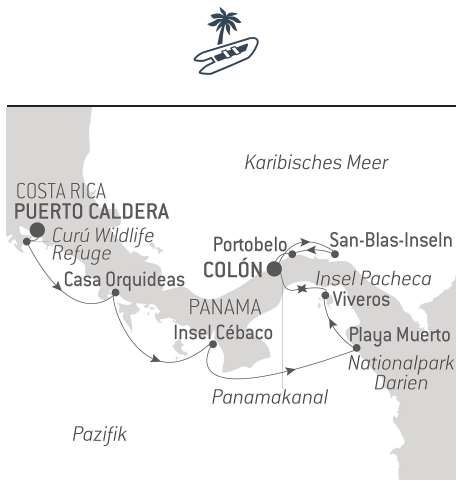 Karibisches Meer
COSTA RICA
PUERTO CALDERA
Curú Wildlife
Refuge
Portobelo
San-Blas-Inseln
COLÓN
Casa Orquideas
Insel Pacheca
Viveros
PANAMA
Insel Cébaco
Playa Muerto
Nationalpark
Darien
Panamakanal
Pazifik